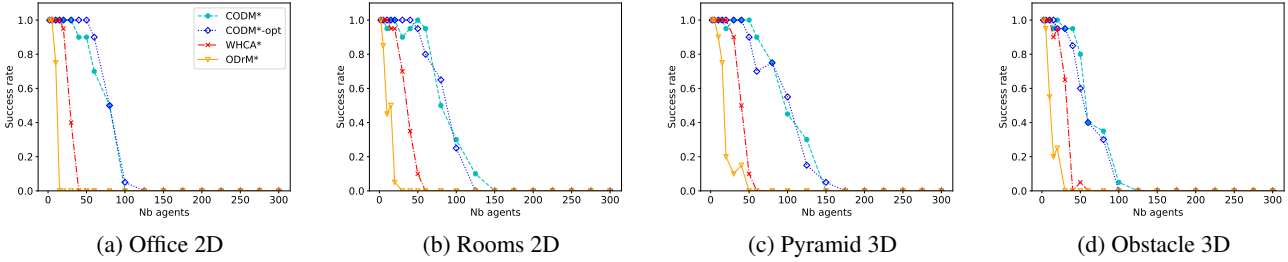 Success rate
1.0
0.8
0.6
0.4
0.2
0.0
0 50 100 150 200 250 300
Nb agents
CODM*
CODM*-opt
WHCA*
ODrM*
(a) Office 2D
Success rate
1.0
0.8
0.6
0.4
0.2
0.0
0 50 100 150 200 250 300
Nb agents
(b) Rooms 2D
Success rate
1.0
0.8
0.6
0.4
0.2
0.0
0 50 100 150 200 250 300
Nb agents
(c) Pyramid 3D
Success rate
1.0
0.8
0.6
0.4
0.2
0.0
0 50 100 150 200 250 300
Nb agents
(d) Obstacle 3D